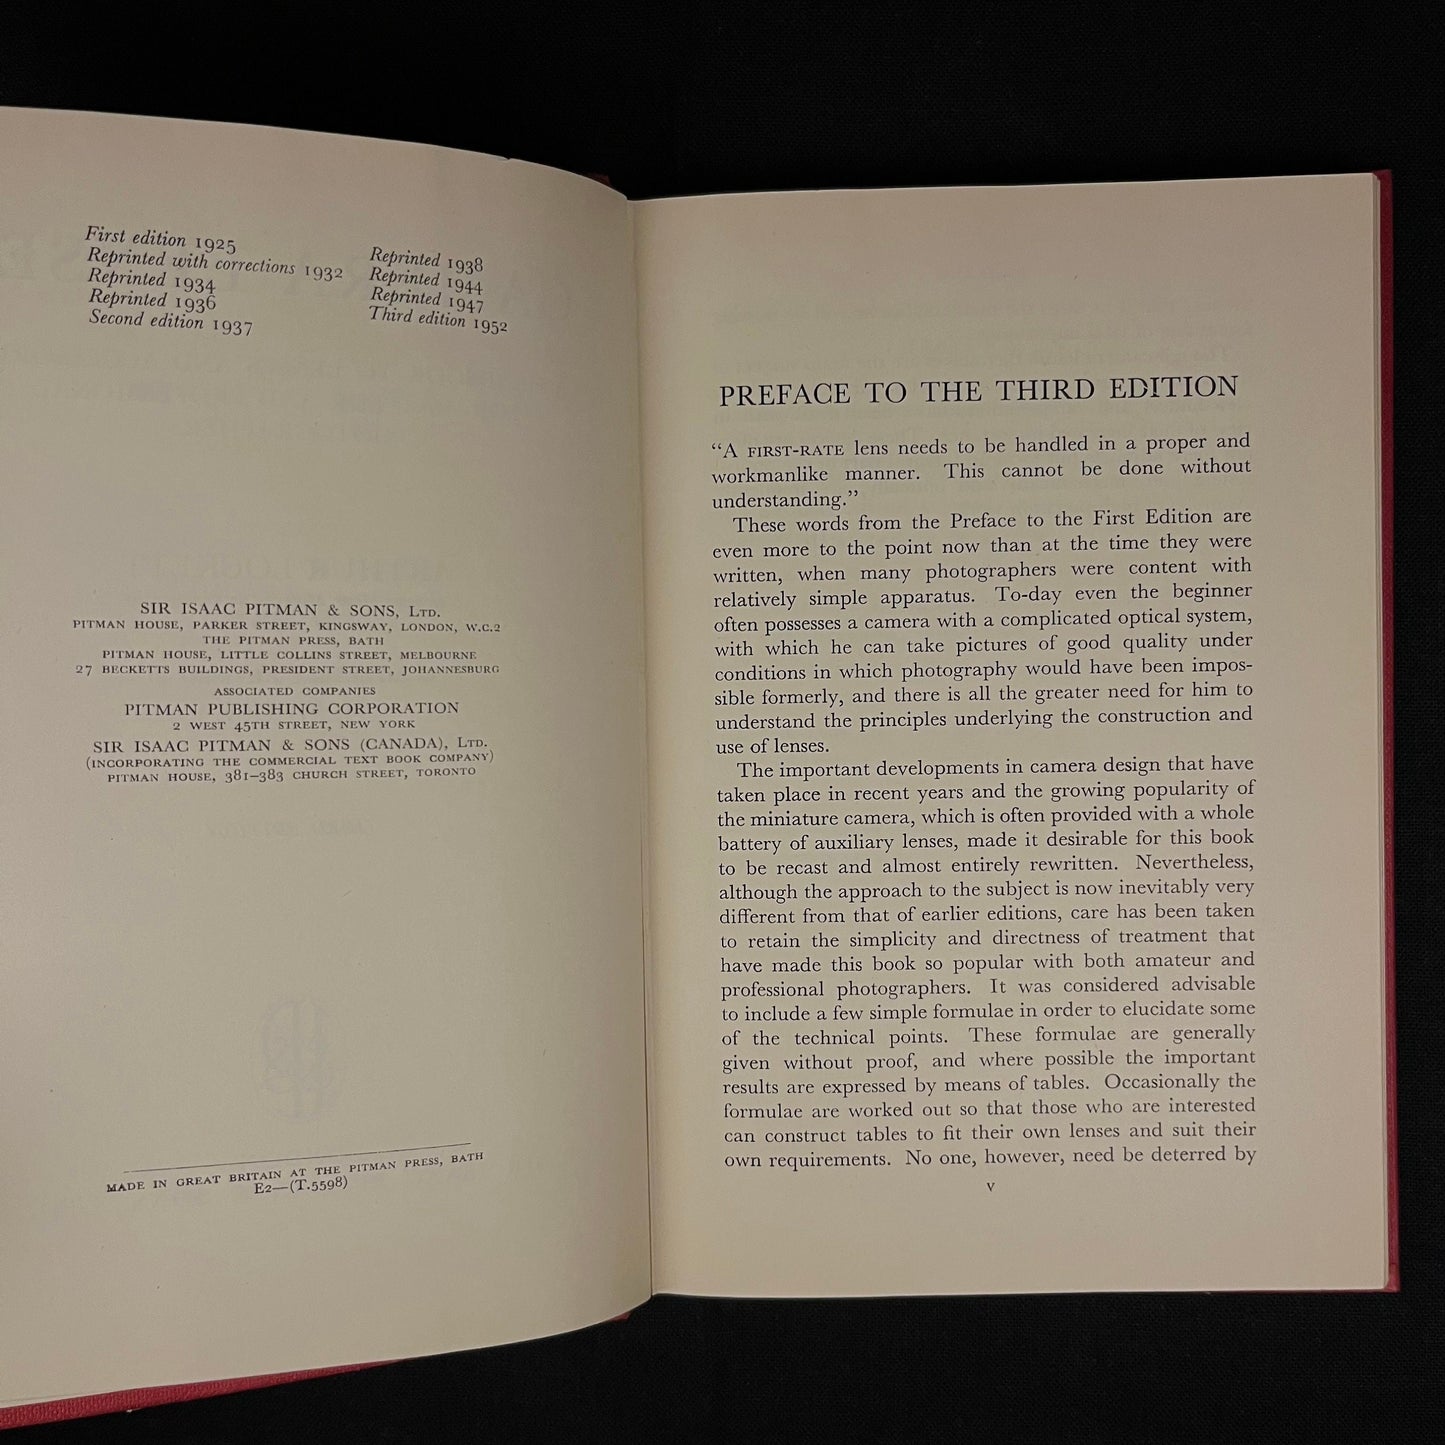 First edition 1925
Reprinted with corrections 1932
Reprinted 1934
Reprinted 1936
Second edition 1937
Reprinted 1938
Reprinted 1944
Reprinted 1947
Third edition 1952
SIR ISAAC PITMAN & SONS, LTD.
PITMAN HOUSE, PARKER STREET, KINGSWAY, LONDON, W.C.2
THE PITMAN PRESS, BATH
PITMAN HOUSE, LITTLE COLLINS STREET, MELBOURNE
27 BECKETTS BUILDINGS, PRESIDENT STREET, JOHANNESBURG
ASSOCIATED COMPANIES
PITMAN PUBLISHING CORPORATION
2 WEST 45TH STREET, NEW YORK
SIR ISAAC PITMAN & SONS (CANADA), LTD.
(INCORPORATING THE COMMERCIAL TEXT BOOK COMPANY)
PITMAN HOUSE, 381–383 CHURCH STREET, TORONTO
MADE IN GREAT BRITAIN AT THE PITMAN PRESS, BATH
E2—(T.5598)
PREFACE TO THE THIRD EDITION
“A FIRST-RATE lens needs to be handled in a proper and
workmanlike manner. This cannot be done without
understanding.”
These words from the Preface to the First Edition are
even more to the point now than at the time they were
written, when many photographers were content with
relatively simple apparatus. To-day even the beginner
often possesses a camera with a complicated optical system,
with which he can take pictures of good quality under
conditions in which photography would have been impos-
sible formerly, and there is all the greater need for him to
understand the principles underlying the construction and
use of lenses.
The important developments in camera design that have
taken place in recent years and the growing popularity of
the miniature camera, which is often provided with a whole
battery of auxiliary lenses, made it desirable for this book
to be recast and almost entirely rewritten. Nevertheless,
although the approach to the subject is now inevitably very
different from that of earlier editions, care has been taken
to retain the simplicity and directness of treatment that
have made this book so popular with both amateur and
professional photographers. It was considered advisable
to include a few simple formulae in order to elucidate some
of the technical points. These formulae are generally
given without proof, and where possible the important
results are expressed by means of tables. Occasionally the
formulae are worked out so that those who are interested
can construct tables to fit their own lenses and suit their
own requirements. No one, however, need be deterred by
v